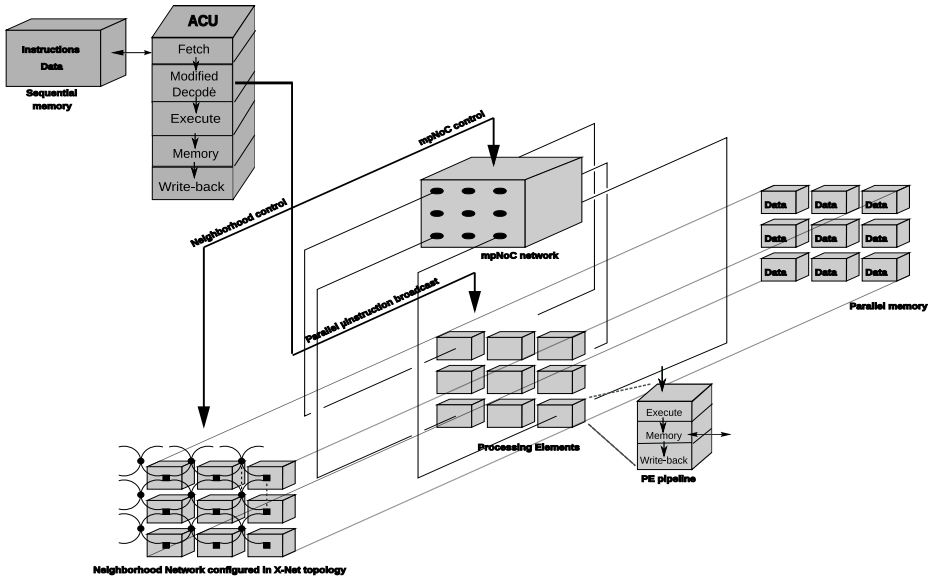 ACU
Instructions
Data
Sequential
memory
Fetch
Modified
Decode
Execute
Memory
Write-back
mpNoC control
Neighborhood control
mpNoC network
Parallel µinstruction broadcast
Data Data Data
Data Data Data
Data Data Data
Parallel memory
Processing Elements
Execute
Memory
Write-back
PE pipeline
Neighborhood Network configured in X-Net topology